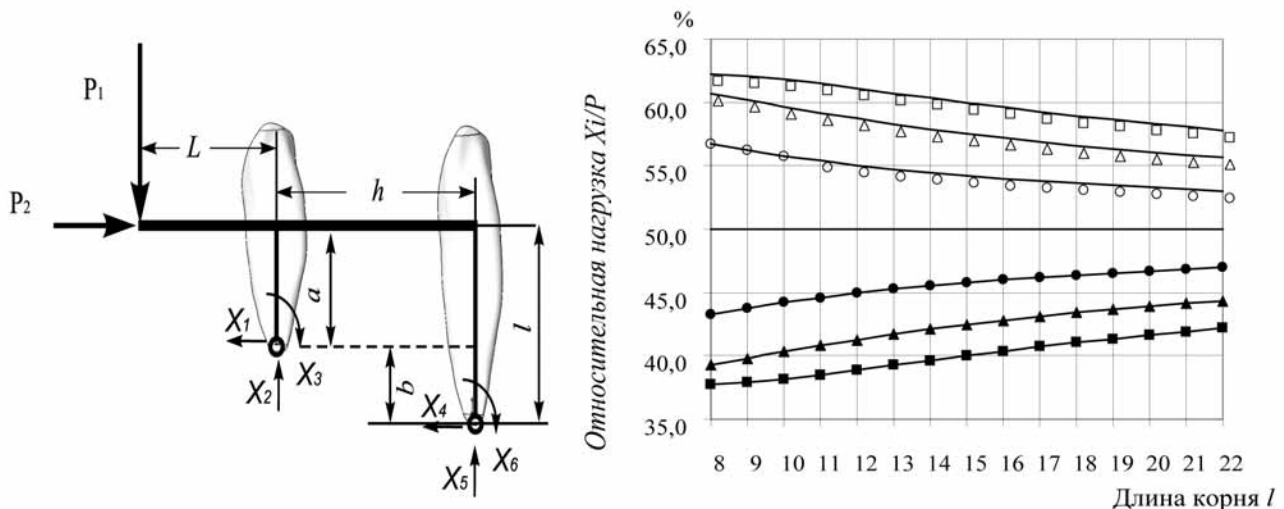 P1
L
P2
h
a
l
X1
X3
X2
b
X4
X6
X5
%
65,0
60,0
55,0
50,0
45,0
40,0
35,0
Относительная нагрузка Xi/P
8 9 10 11 12 13 14 15 16 17 18 19 20 21 22
Длина корня l